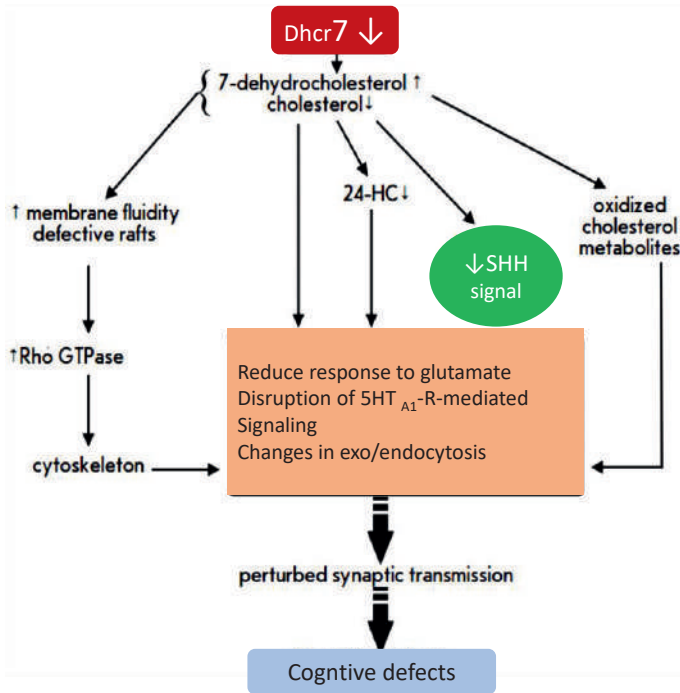 Dhcr7 ↓
7-dehydrocholesterol ↑
cholesterol↓
24-HC↓
↑ membrane fluidity
defective rafts
oxidized
cholesterol
metabolites
↓SHH
signal
↑Rho GTPase
Reduce response to glutamate
Disruption of 5HT A1-R-mediated
Signaling
Changes in exo/endocytosis
cytoskeleton
perturbed synaptic transmission
Cogntive defects